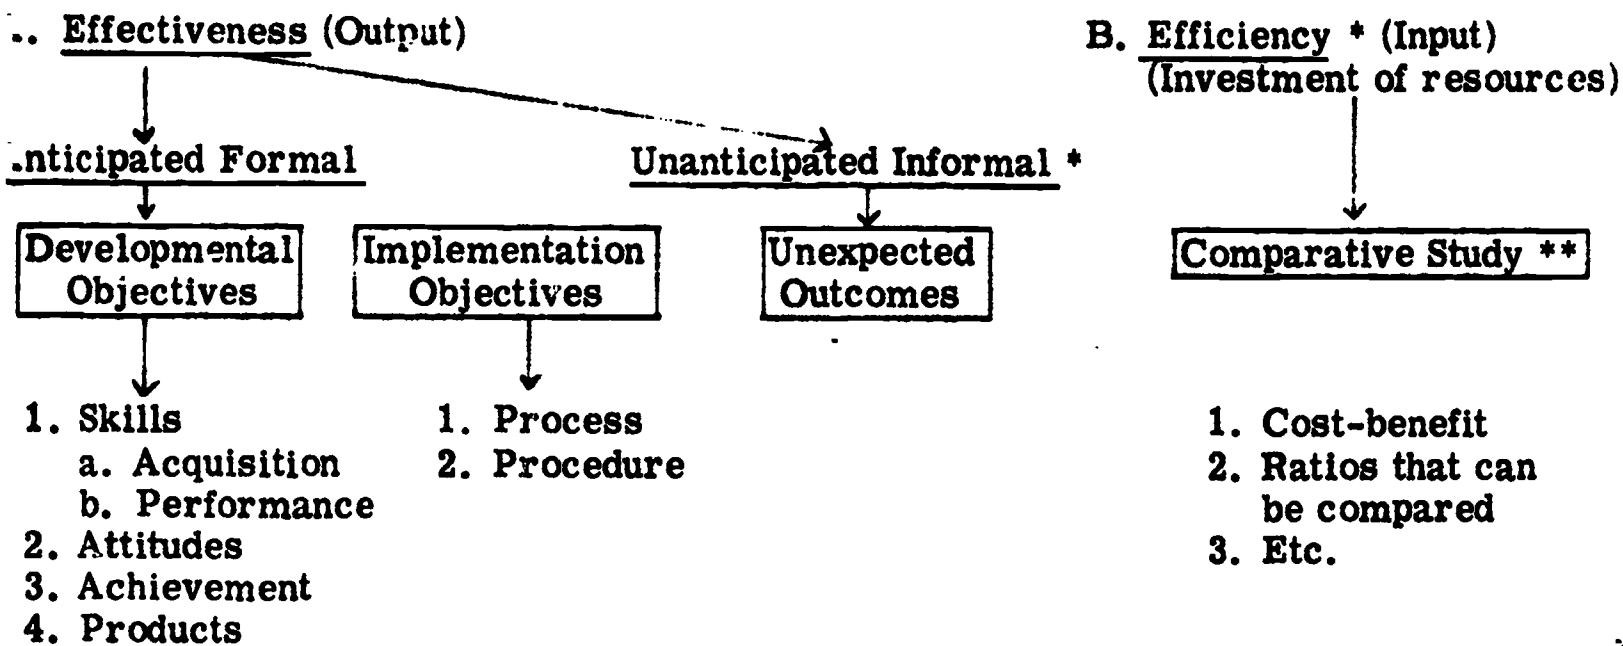 .. Effectiveness (Output)
B. Efficiency * (Input)
(Investment of resources)
.nticipated Formal
Unanticipated Informal *
Developmental
Objectives
Implementation
Objectives
Unexpected
Outcomes
Comparative Study **
1. Skills
a. Acquisition
b. Performance
2. Attitudes
3. Achievement
4. Products
1. Process
2. Procedure
1. Cost-benefit
2. Ratios that can
be compared
3. Etc.